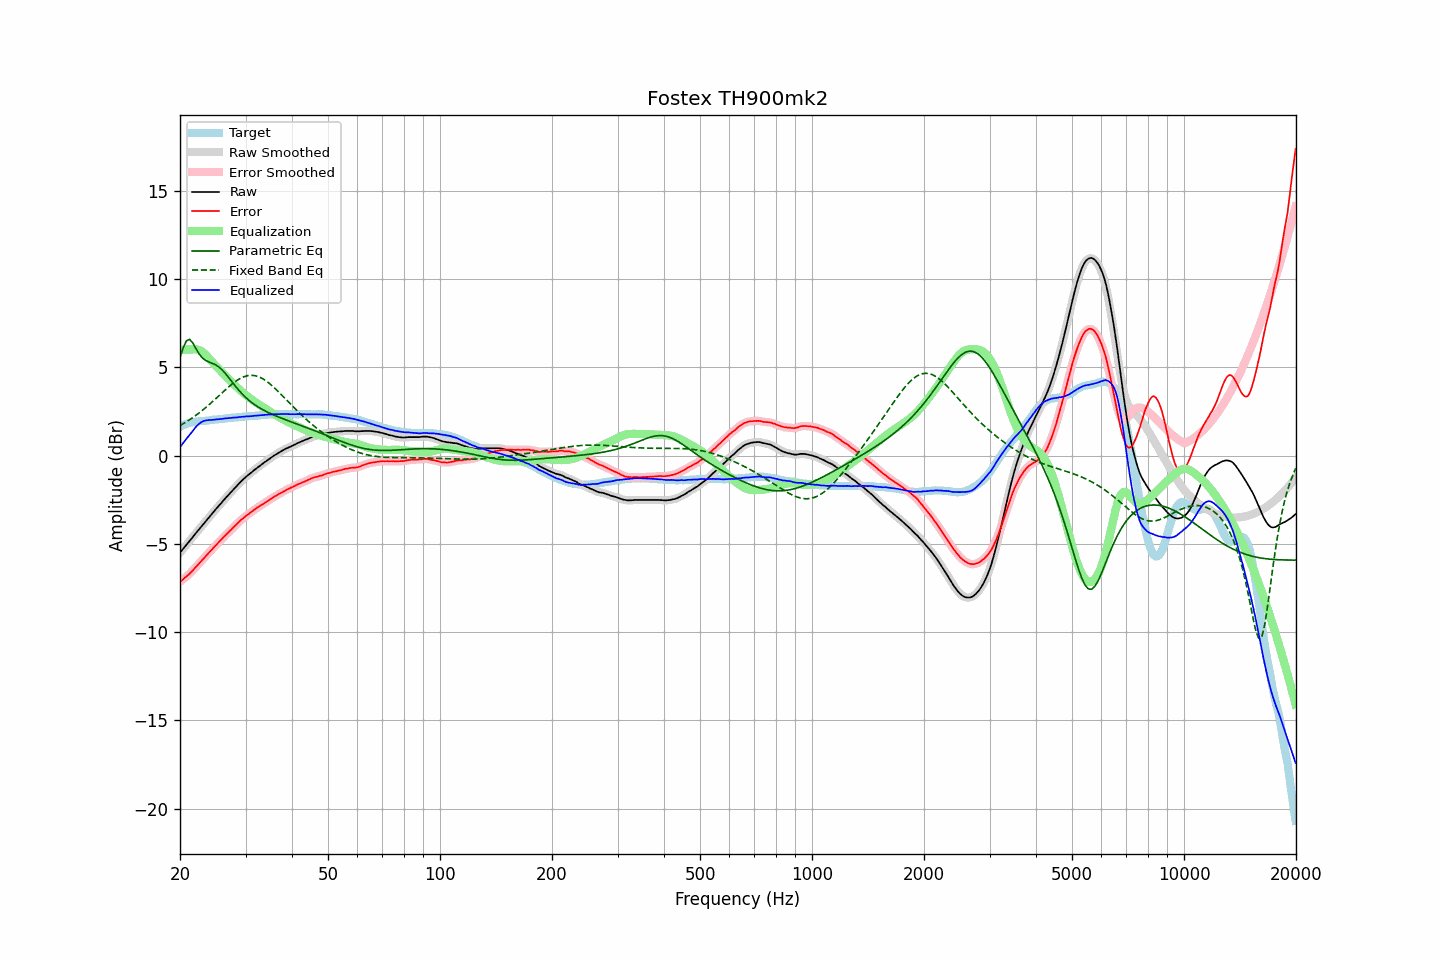 Fostex TH900mk2
Target
Raw Smoothed
Error Smoothed
Raw
Error
Equalization
Parametric Eq
Fixed Band Eq
Equalized
15
10
5
0
−5
−10
−15
−20
Amplitude (dBr)
20 50 100 200 500 1000 2000 5000 10000 20000
Frequency (Hz)